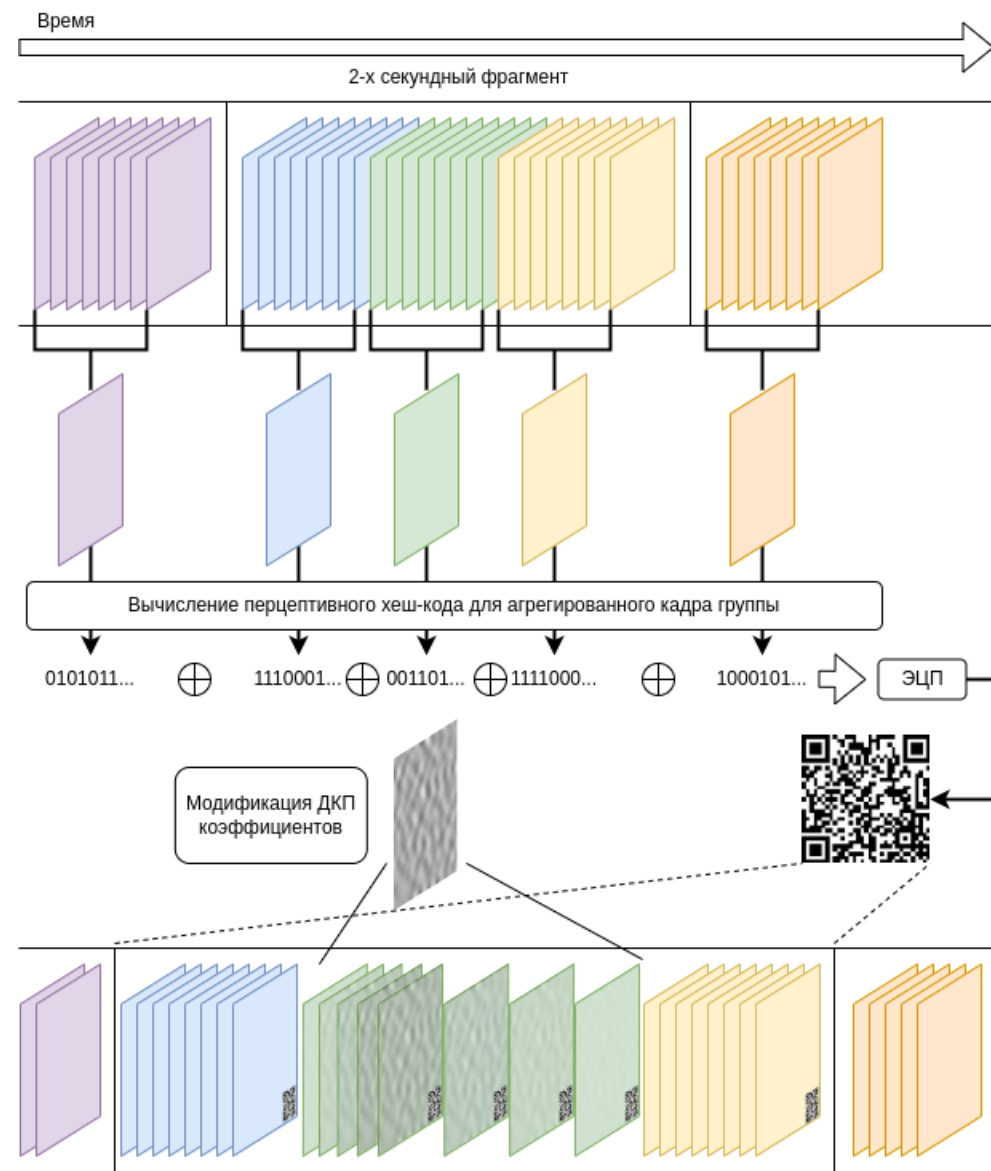 Время
2-х секундный фрагмент
Вычисление перцептивного хеш-кода для агрегированного кадра группы
0101011... 1110001... 001101... 1111000... 1000101... ЭЦП
Модификация ДКП
коэффициентов